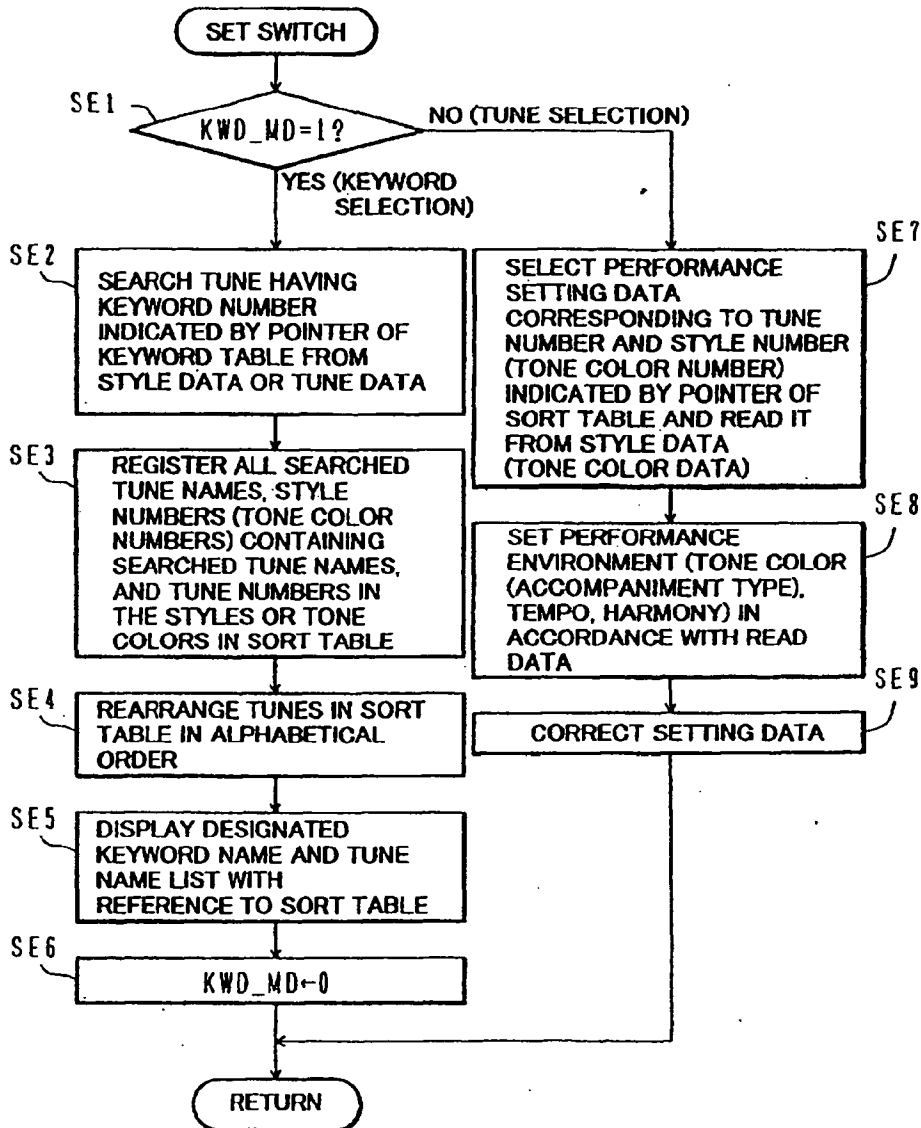 SET SWITCH
SE1
KWD_MD=1?
NO (TUNE SELECTION)
YES (KEYWORD
SELECTION)
SE2
SEARCH TUNE HAVING
KEYWORD NUMBER
INDICATED BY POINTER OF
KEYWORD TABLE FROM
STYLE DATA OR TUNE DATA
SE3
REGISTER ALL SEARCHED
TUNE NAMES, STYLE
NUMBERS (TONE COLOR
NUMBERS) CONTAINING
SEARCHED TUNE NAMES,
AND TUNE NUMBERS IN
THE STYLES OR TONE
COLORS IN SORT TABLE
SE4
REARRANGE TUNES IN SORT
TABLE IN ALPHABETICAL
ORDER
SE5
DISPLAY DESIGNATED
KEYWORD NAME AND TUNE
NAME LIST WITH
REFERENCE TO SORT TABLE
SE6
KWD_MD←0
SE7
SELECT PERFORMANCE
SETTING DATA
CORRESPONDING TO TUNE
NUMBER AND STYLE NUMBER
(TONE COLOR NUMBER)
INDICATED BY POINTER OF
SORT TABLE AND READ IT
FROM STYLE DATA
(TONE COLOR DATA)
SE8
SET PERFORMANCE
ENVIRONMENT (TONE COLOR
(ACCOMPANIMENT TYPE),
TEMPO, HARMONY) IN
ACCORDANCE WITH READ
DATA
SE9
CORRECT SETTING DATA
RETURN